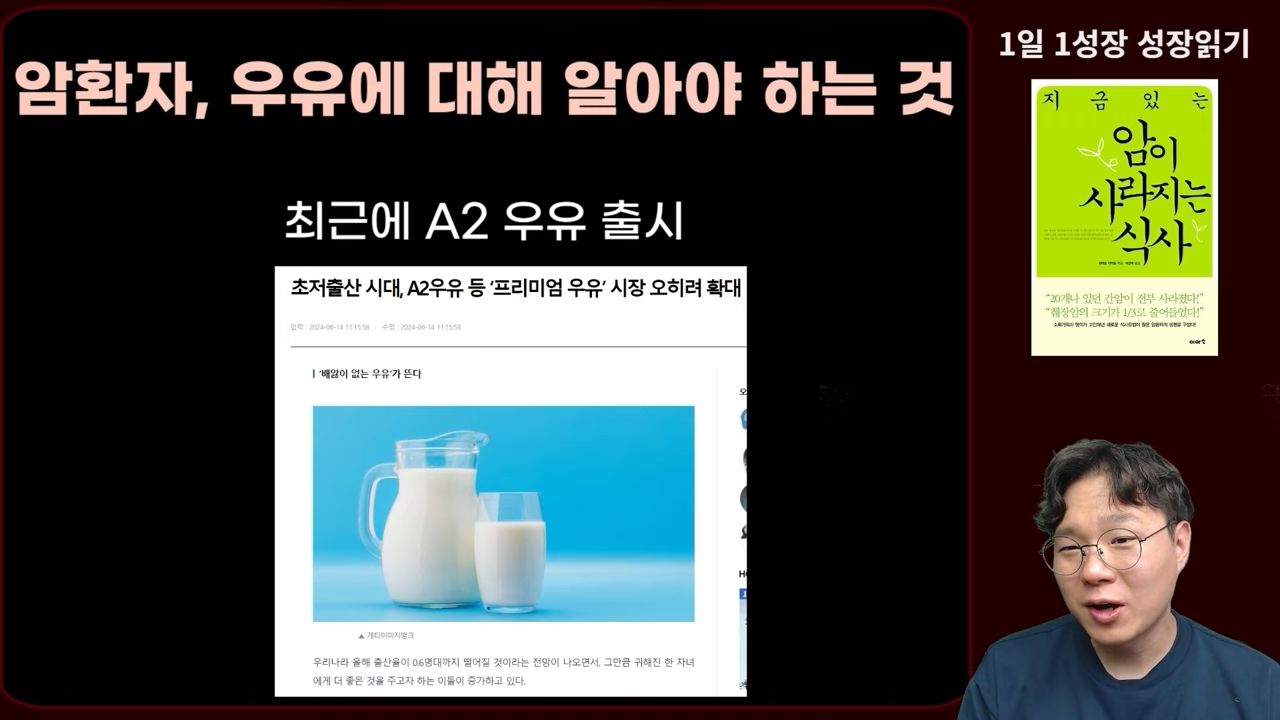 암환자, 우유에 대해 알아야 하는 것
최근에 A2 우유 출시
초저출산 시대, A2우유 등 ‘프리미엄 우유’ 시장 오히려 확대
입력 : 2024-06-14 11:15:58 | 수정 : 2024-06-14 11:15:58
‘배앓이 없는 우유’가 뜬다
▲ 게티이미지뱅크
우리나라 올해 출산율이 0.6명대까지 떨어질 것이라는 전망이 나오면서, 그만큼 귀해진 한 자녀
에게 더 좋은 것을 주고자 하는 이들이 증가하고 있다.
1일 1성장 성장읽기
지금 있는
암이
사라지는
식사
“20개나 있던 간암이 전부 사라졌다!”
“췌장암의 크기가 1/3로 줄어들었다!”